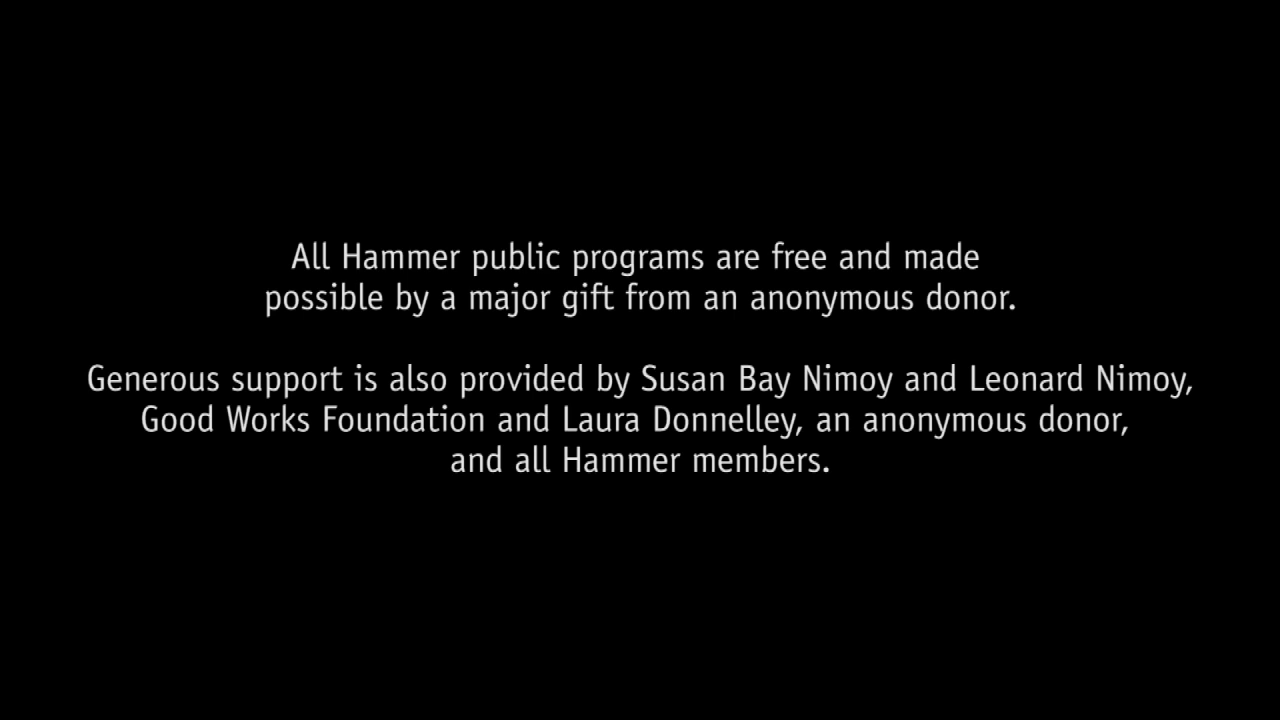 All Hammer public programs are free and made
possible by a major gift from an anonymous donor.
Generous support is also provided by Susan Bay Nimoy and Leonard Nimoy,
Good Works Foundation and Laura Donnelley, an anonymous donor,
and all Hammer members.